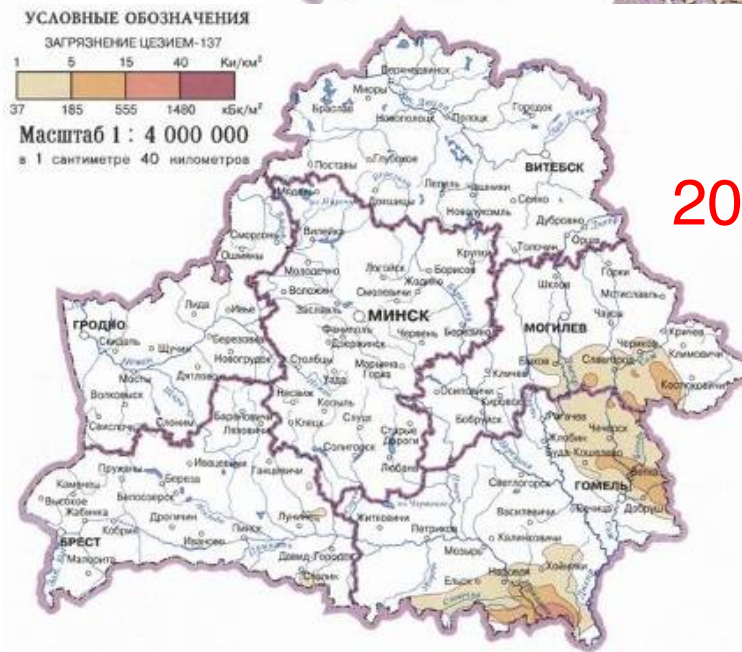 УСЛОВНЫЕ ОБОЗНАЧЕНИЯ
ЗАГРЯЗНЕНИЕ ЦЕЗИЕМ-137
1 5 15 40 Ки/км²
37 185 555 1480 кБк/м²
Масштаб 1 : 4 000 000
в 1 сантиметре 40 километров
20
Верхнедвинск
Миоры
Браслав
Двина
Новополоцк
Полоцк
Городок
Поставы
Глубокое
ВИТЕБСК
Лепель
Чашники
Докшицы
Новолукомль
Сенно
Дубровно
Днепр
Толочин
Орша
Сморгонь
Вилейка
Ошмяны
Крупки
Молодечно
Логойск
Борисов
Горки
Жодино
Шклов
Мстиславль
Воложин
Смолевичи
Лида
Ивье
Заславль
МИНСК
Чаусы
ГРОДНО
МОГИЛЕВ
Фаниполь
Червень
Березино
Кричев
Скидель
Щучин
Березовка
Дзержинск
Чериков
Климовичи
Новогрудок
Столбцы
Марьина
Горка
Быхов
Славгород
Мосты
Дятлово
Узда
Кличев
Костюковичи
Волковыск
Несвиж
Копыль
Осиповичи
Кировск
Свислочь
Слоним
Барановичи
Клецк
Слуцк
Старые
Дороги
Бобруйск
Рогачев
Чечерск
Ляховичи
Солигорск
Жлобин
Ивацевичи
Любань
Буда-Кошелево
Пружаны
Ганцевичи
Ветка
Каменец
Береза
Светлогорск
ГОМЕЛЬ
Высокое
Белоозерск
Добруш
Жабинка
Дрогичин
Лунинец
Житковичи
Василевичи
Речица
Кобрин
Пинск
Петриков
Калинковичи
БРЕСТ
Иваново
Припять
Мозырь
Малорита
Давид-Городок
Хойники
Столин
Ельск
Наровля